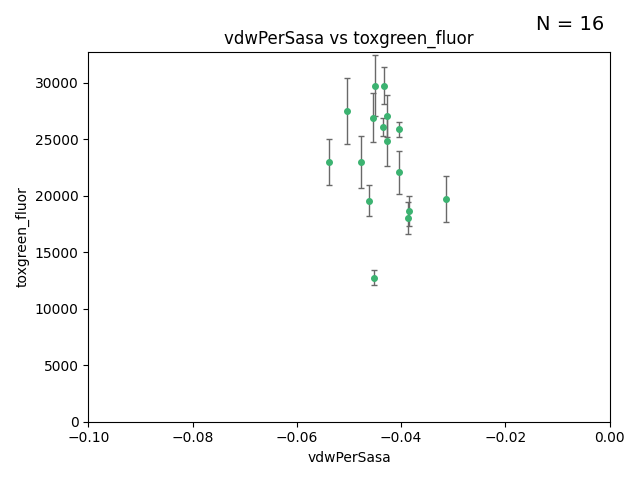 N = 16
vdwPerSasa vs toxgreen_fluor
30000
25000
20000
15000
10000
5000
0
toxgreen_fluor
−0.10 −0.08 −0.06 −0.04 −0.02 0.00
vdwPerSasa